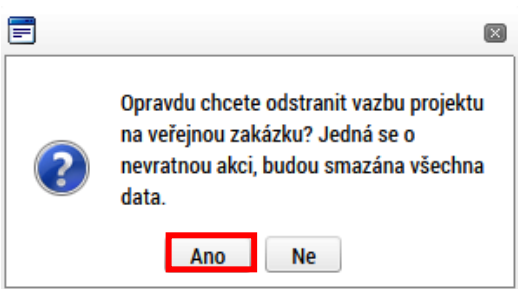 Opravdu chcete odstranit vazbu projektu
na veřejnou zakázku? Jedná se o
nevratnou akci, budou smazána všechna
data.
Ano Ne